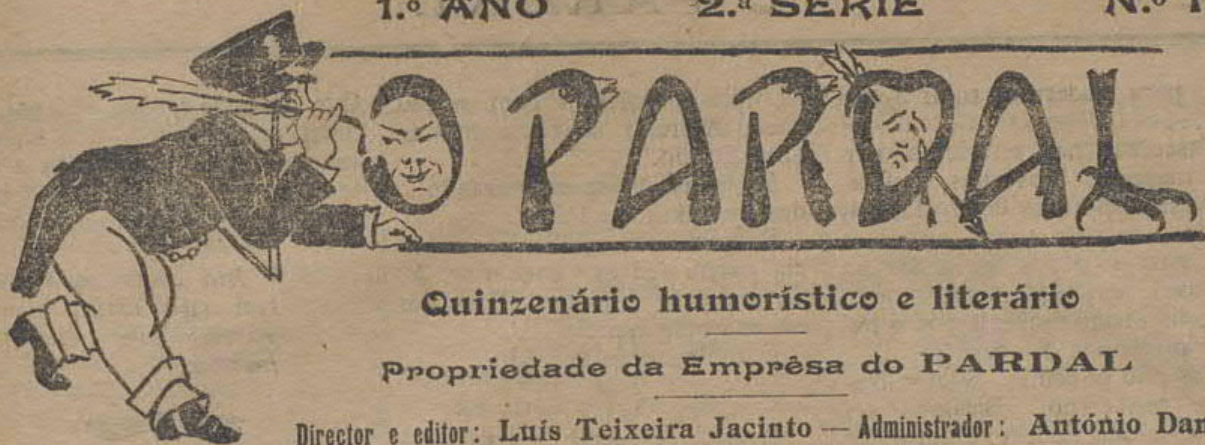 1.º ANO 2.ª SÉRIE N.º
O PARDAL
Quinzenário humorístico e literário
Propriedade da Emprêsa do PARDAL
Director e editor: Luís Teixeira Jacinto — Administrador: António